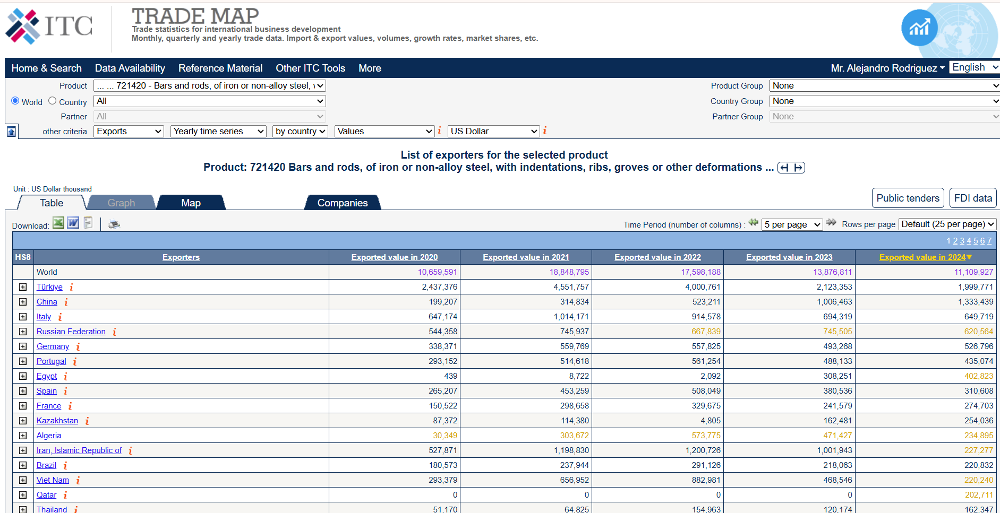 ITC
TRADE MAP
Trade statistics for international business development
Monthly, quarterly and yearly trade data. Import & export values, volumes, growth rates, market shares, etc.
Home & Search Data Availability Reference Material Other ITC Tools More Mr. Alejandro Rodriguez English
Product ... ... 721420 - Bars and rods, of iron or non-alloy steel, Product Group None
World Country All Country Group None
Partner All Partner Group None
other criteria Exports Yearly time series by country Values i US Dollar i
List of exporters for the selected product
Product: 721420 Bars and rods, of iron or non-alloy steel, with indentations, ribs, groves or other deformations ...
Unit : US Dollar thousand
Table Graph Map Companies Public tenders FDI data
Download: Time Period (number of columns) : 5 per page Rows per page Default (25 per page)
1 2 3 4 5 6 7
HS8 Exporters Exported value in 2020 Exported value in 2021 Exported value in 2022 Exported value in 2023 Exported value in 2024▼
World 10,659,591 18,848,795 17,598,188 13,876,811 11,109,927
+ Türkiye i 2,437,376 4,551,757 4,000,761 2,123,353 1,999,771
+ China i 199,207 314,834 523,211 1,006,463 1,333,439
+ Italy i 647,174 1,014,171 914,578 694,319 649,719
+ Russian Federation i 544,358 745,937 667,839 745,505 620,564
+ Germany i 338,371 559,769 557,825 493,268 526,796
+ Portugal i 293,152 514,618 561,254 488,133 435,074
+ Egypt i 439 8,722 2,092 308,251 402,823
+ Spain i 265,207 453,259 508,049 380,536 310,608
+ France i 150,522 298,658 329,675 241,579 274,703
+ Kazakhstan i 87,372 114,380 4,805 162,481 254,036
+ Algeria 30,349 303,672 573,775 471,427 234,895
+ Iran, Islamic Republic of i 527,871 1,198,830 1,200,726 1,001,943 227,277
+ Brazil i 180,573 237,944 291,126 218,063 220,832
+ Viet Nam i 293,379 656,952 882,981 468,546 220,240
+ Qatar i 0 0 0 0 202,711
+ Thailand i 51,170 64,825 154,963 120,174 162,347